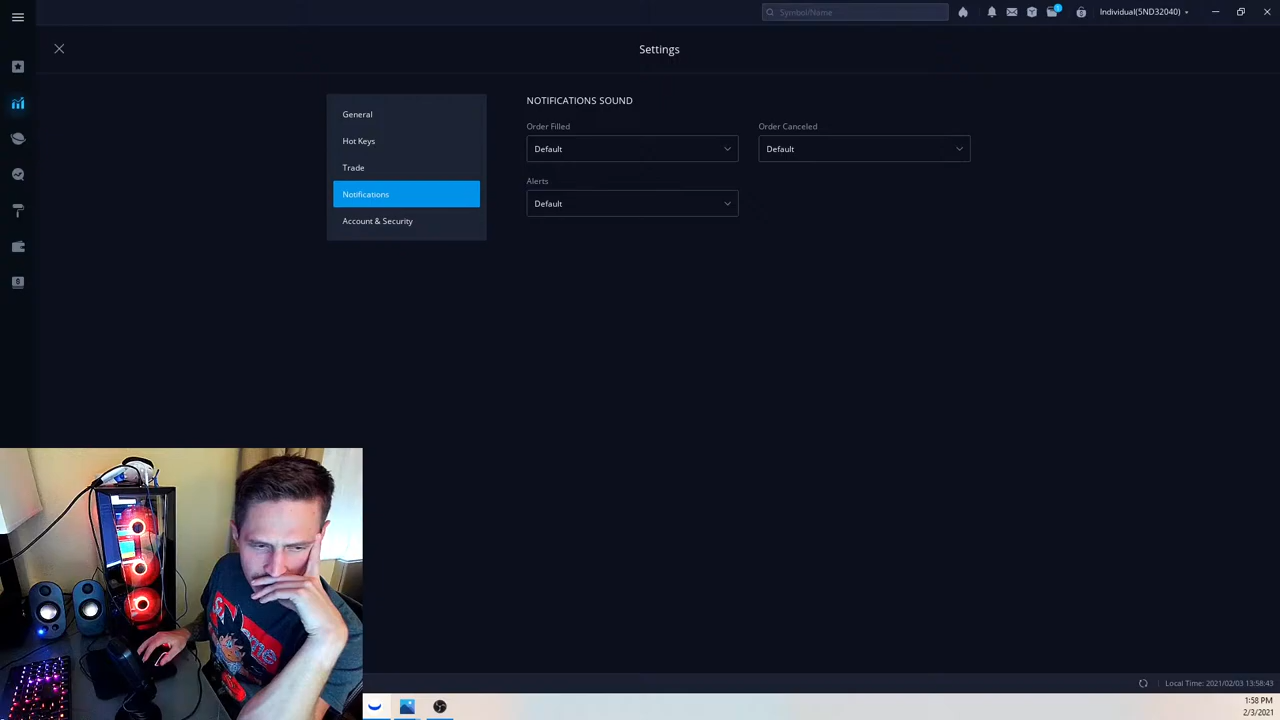 Symbol/Name
1
Individual(5ND32040)
Settings
General
Hot Keys
Trade
Notifications
Account & Security
NOTIFICATIONS SOUND
Order Filled
Order Canceled
Default
Default
Alerts
Default
Local Time: 2021/02/03 13:58:43
1:58 PM
2/3/2021